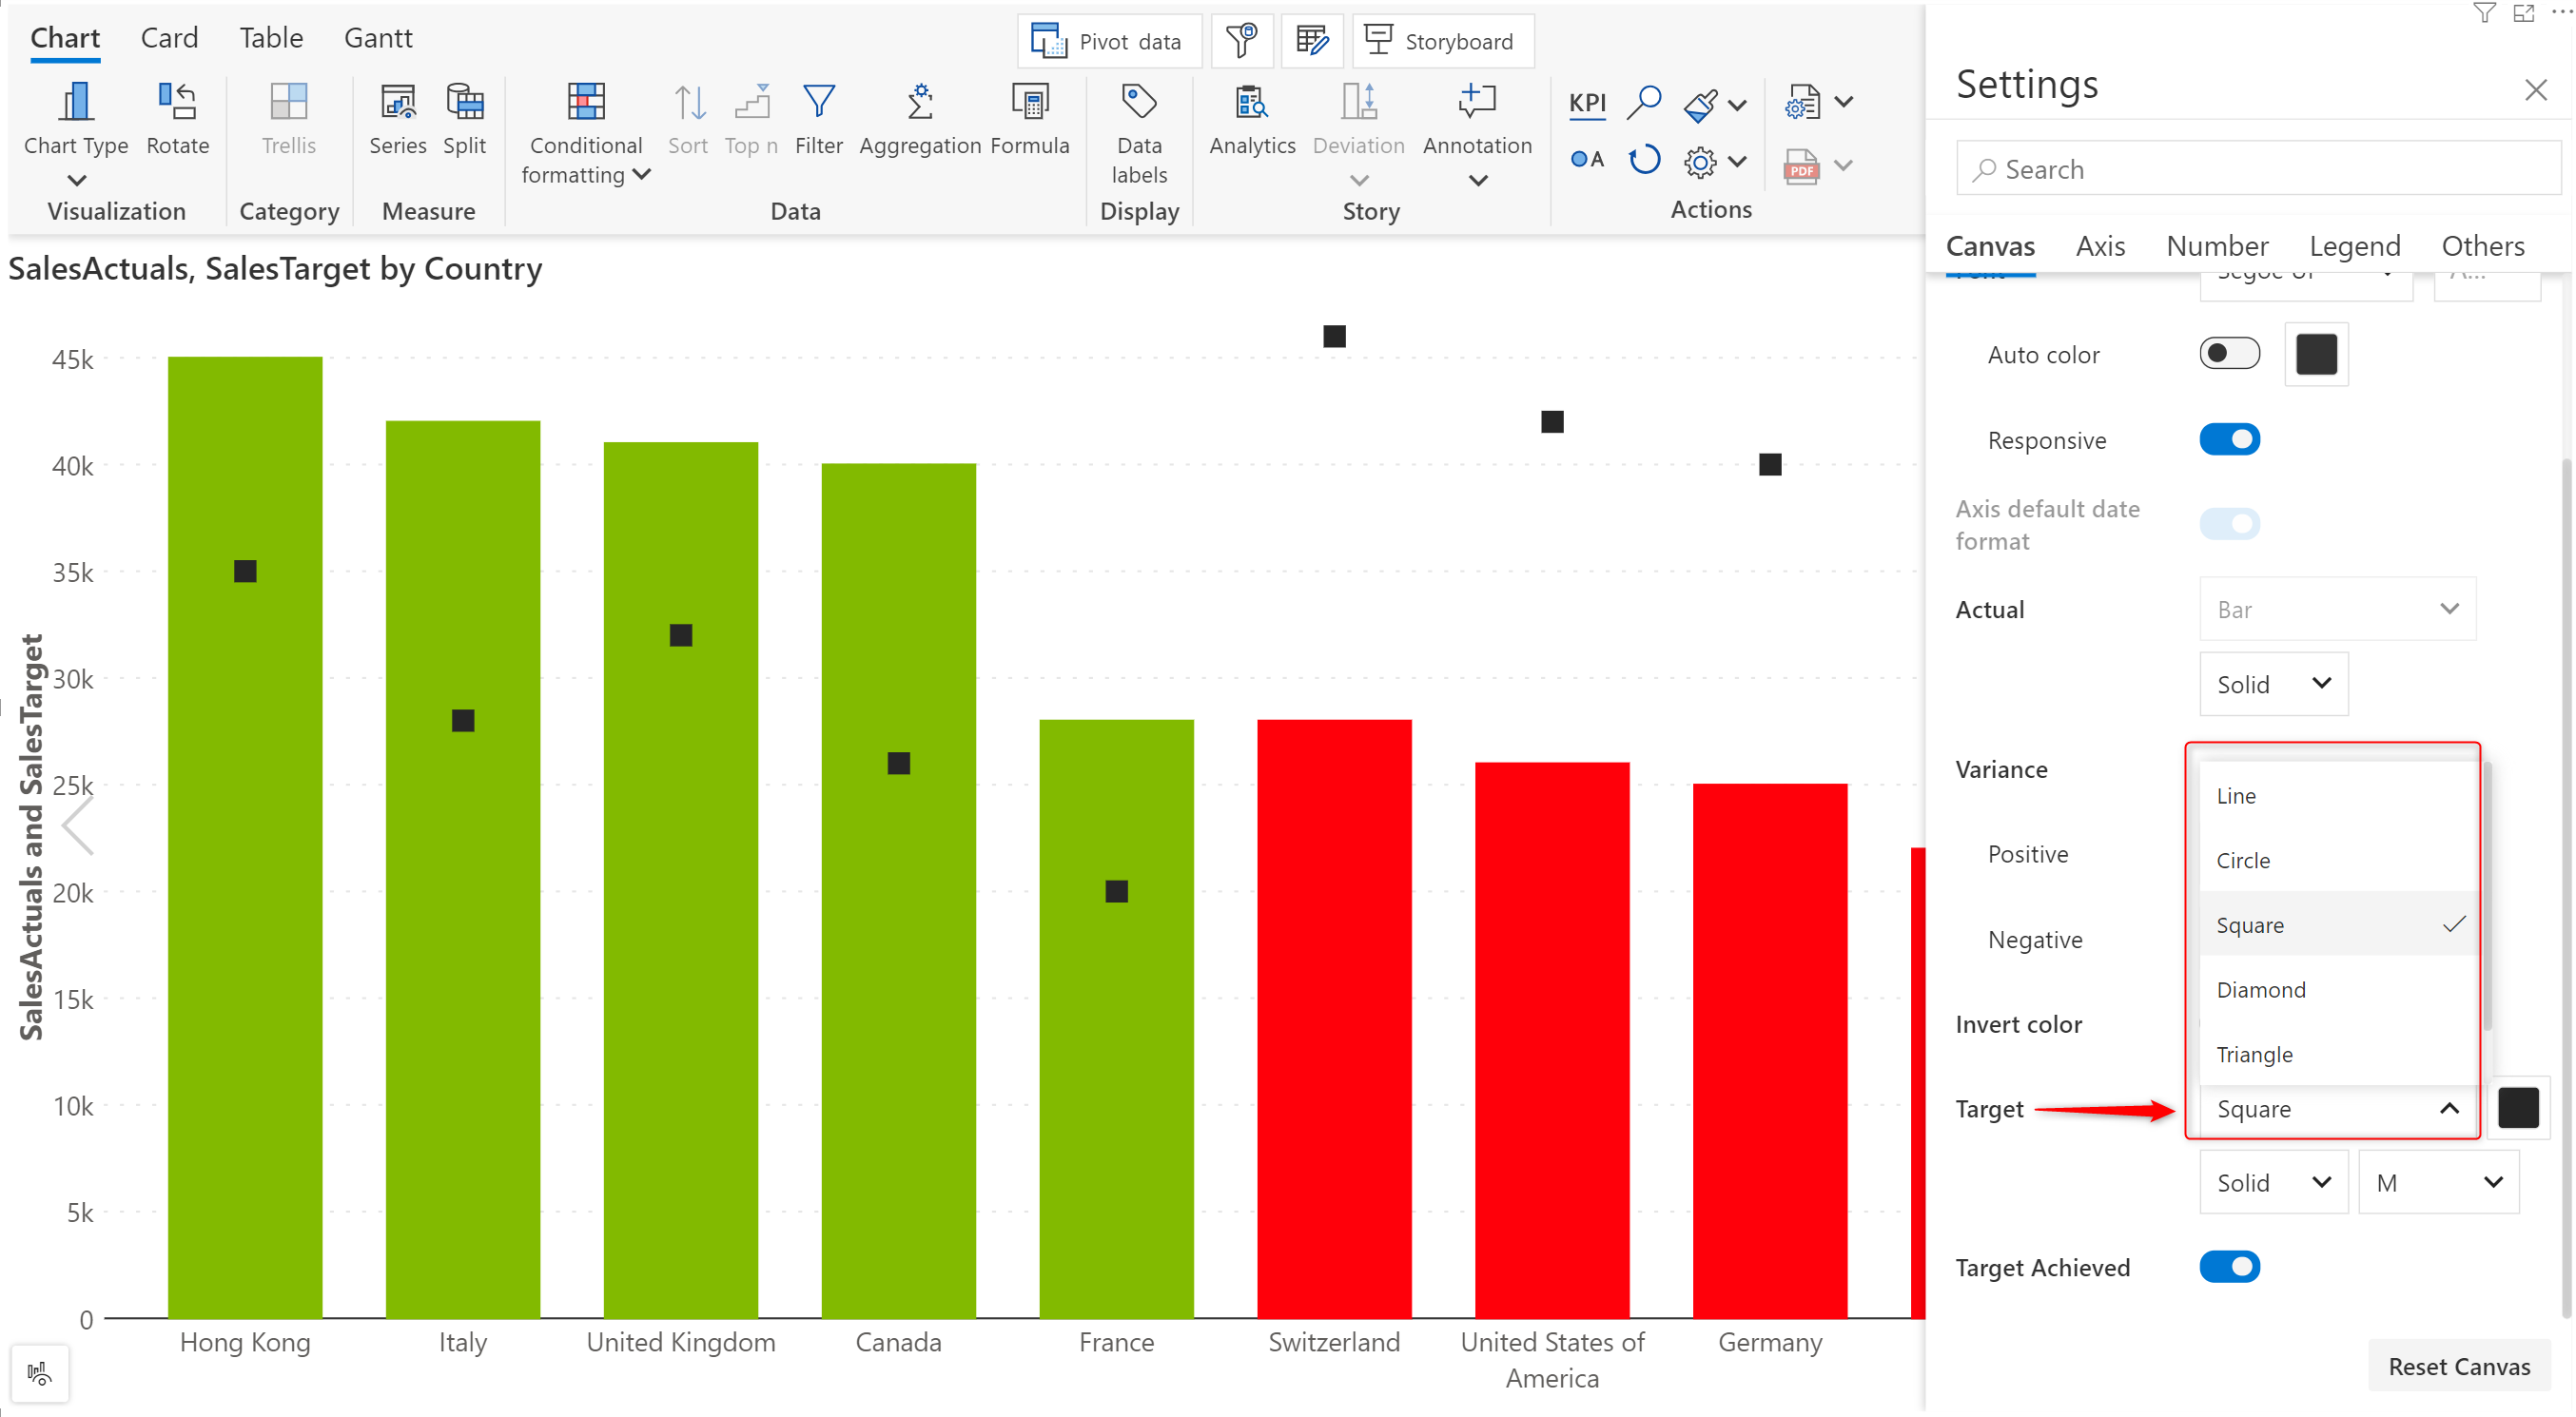 Chart Card Table Gantt
Pivot data
Storyboard
Chart Type
Rotate
Visualization
Trellis
Category
Series
Split
Measure
Conditional
formatting
Sort
Top n
Filter
Aggregation
Formula
Data
Data
labels
Display
Analytics
Deviation
Annotation
Story
KPI
A
PDF
Actions
SalesActuals, SalesTarget by Country
SalesActuals and SalesTarget
45k
40k
35k
30k
25k
20k
15k
10k
5k
0
Hong Kong
Italy
United Kingdom
Canada
France
Switzerland
United States of
America
Germany
Settings
Search
Canvas Axis Number Legend Others
Auto color
Responsive
Axis default date
format
Actual
Bar
Solid
Variance
Positive
Negative
Invert color
Line
Circle
Square
Diamond
Triangle
Target
Square
Solid
M
Target Achieved
Reset Canvas